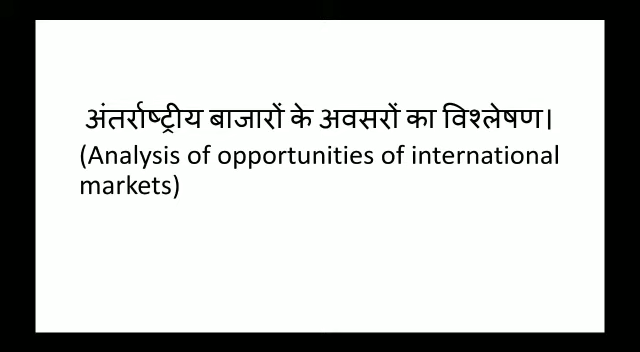 अंतर्राष्ट्रीय बाजारों के अवसरों का विश्लेषण।
(Analysis of opportunities of international
markets)